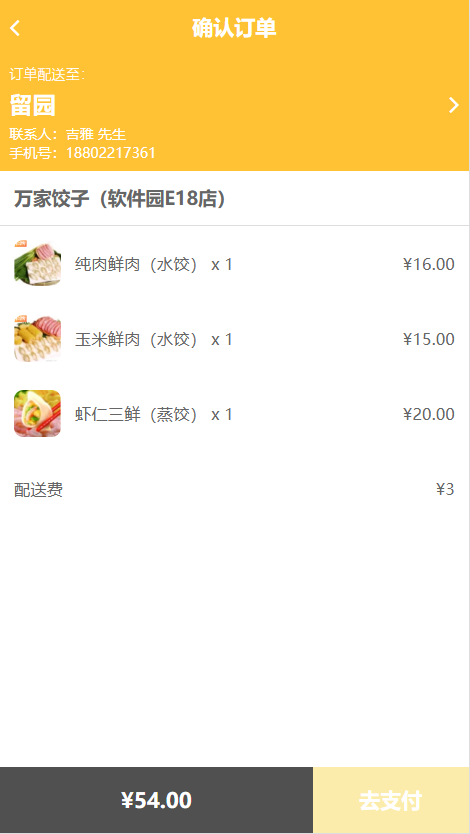 确认订单
订单配送至：
留园
联系人：吉雅 先生
手机号：18802217361
万家饺子（软件园E18店）
纯肉鲜肉（水饺） x 1 ¥16.00
玉米鲜肉（水饺） x 1 ¥15.00
虾仁三鲜（蒸饺） x 1 ¥20.00
配送费 ¥3
¥54.00 去支付